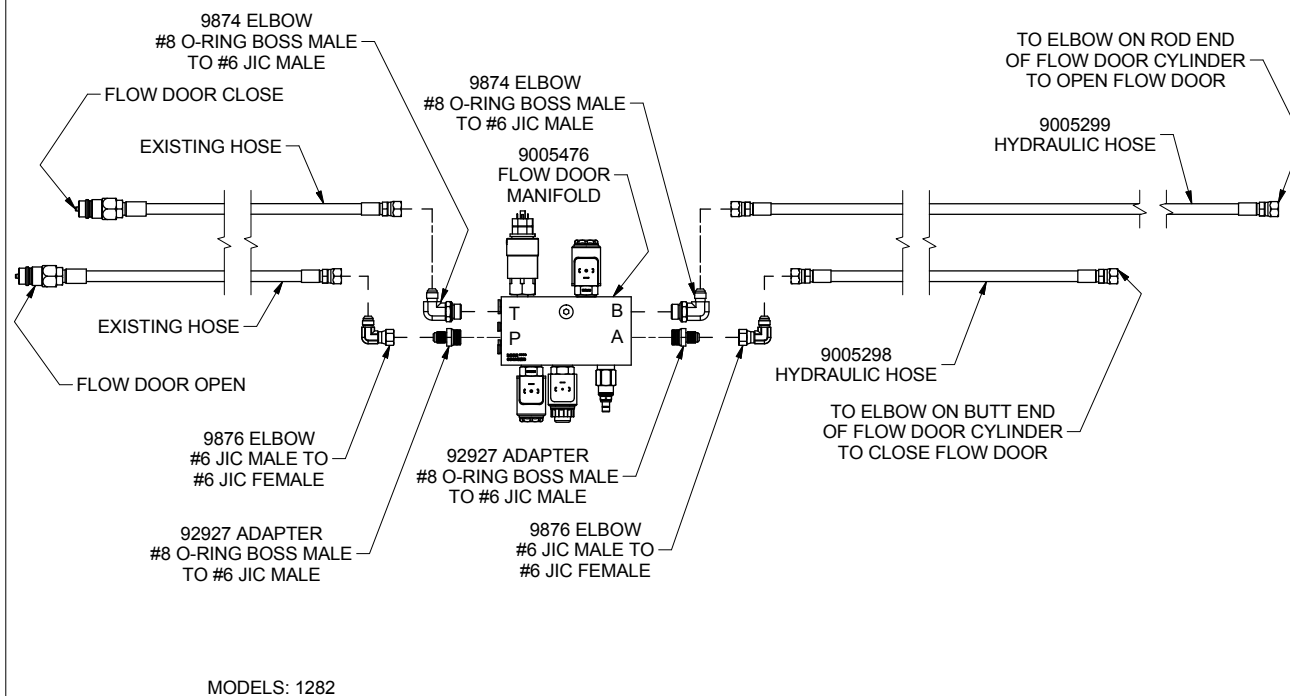 9874 ELBOW
#8 O-RING BOSS MALE
TO #6 JIC MALE
FLOW DOOR CLOSE
EXISTING HOSE
9874 ELBOW
#8 O-RING BOSS MALE
TO #6 JIC MALE
9005476
FLOW DOOR
MANIFOLD
TO ELBOW ON ROD END
OF FLOW DOOR CYLINDER
TO OPEN FLOW DOOR
9005299
HYDRAULIC HOSE
T
B
P
A
EXISTING HOSE
FLOW DOOR OPEN
9005298
HYDRAULIC HOSE
TO ELBOW ON BUTT END
OF FLOW DOOR CYLINDER
TO CLOSE FLOW DOOR
9876 ELBOW
#6 JIC MALE TO
#6 JIC FEMALE
92927 ADAPTER
#8 O-RING BOSS MALE
TO #6 JIC MALE
92927 ADAPTER
#8 O-RING BOSS MALE
TO #6 JIC MALE
9876 ELBOW
#6 JIC MALE TO
#6 JIC FEMALE
MODELS: 1282